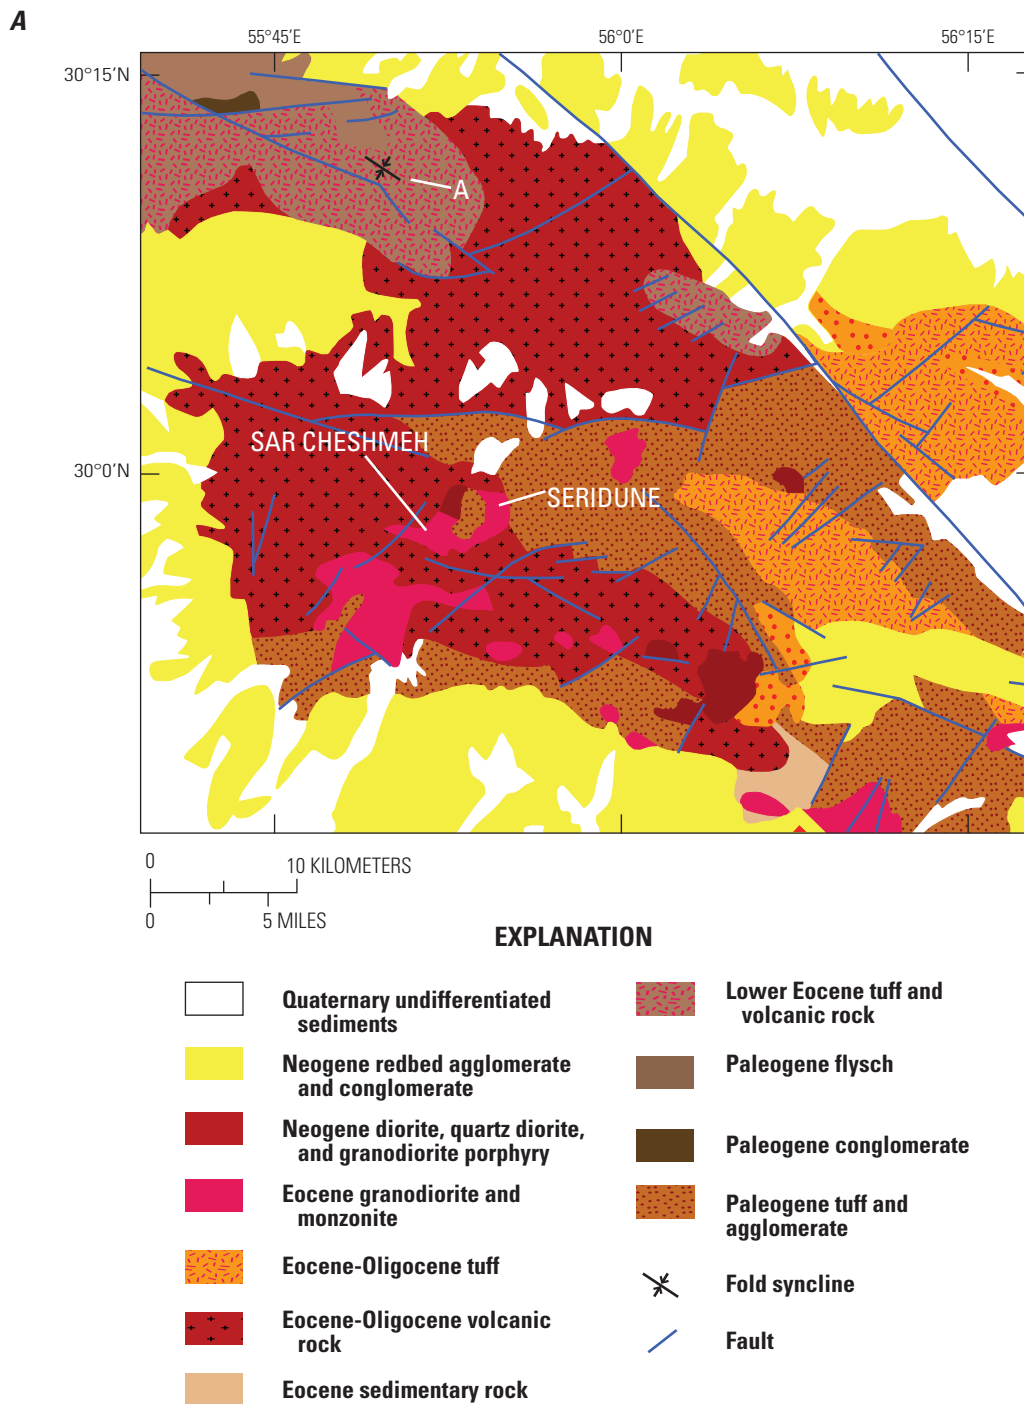 A
55°45'E
56°0'E
56°15'E
30°15'N
A
SAR CHESHMEH
30°0'N
SERIDUNE
0
10 KILOMETERS
0
5 MILES
EXPLANATION
Quaternary undifferentiated
sediments
Neogene redbed agglomerate
and conglomerate
Neogene diorite, quartz diorite,
and granodiorite porphyry
Eocene granodiorite and
monzonite
Eocene-Oligocene tuff
Eocene-Oligocene volcanic
rock
Eocene sedimentary rock
Lower Eocene tuff and
volcanic rock
Paleogene flysch
Paleogene conglomerate
Paleogene tuff and
agglomerate
Fold syncline
Fault